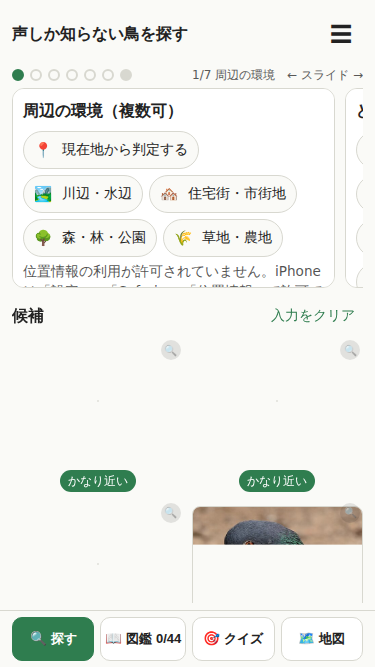 声しか知らない鳥を探す
1/7 周辺の環境 ← スライド →
周辺の環境（複数可）
現在地から判定する
川辺・水辺 住宅街・市街地
森・林・公園 草地・農地
位置情報の利用が許可されていません。iPhone
候補 入力をクリア
かなり近い かなり近い
探す 図鑑 0/44 クイズ 地図